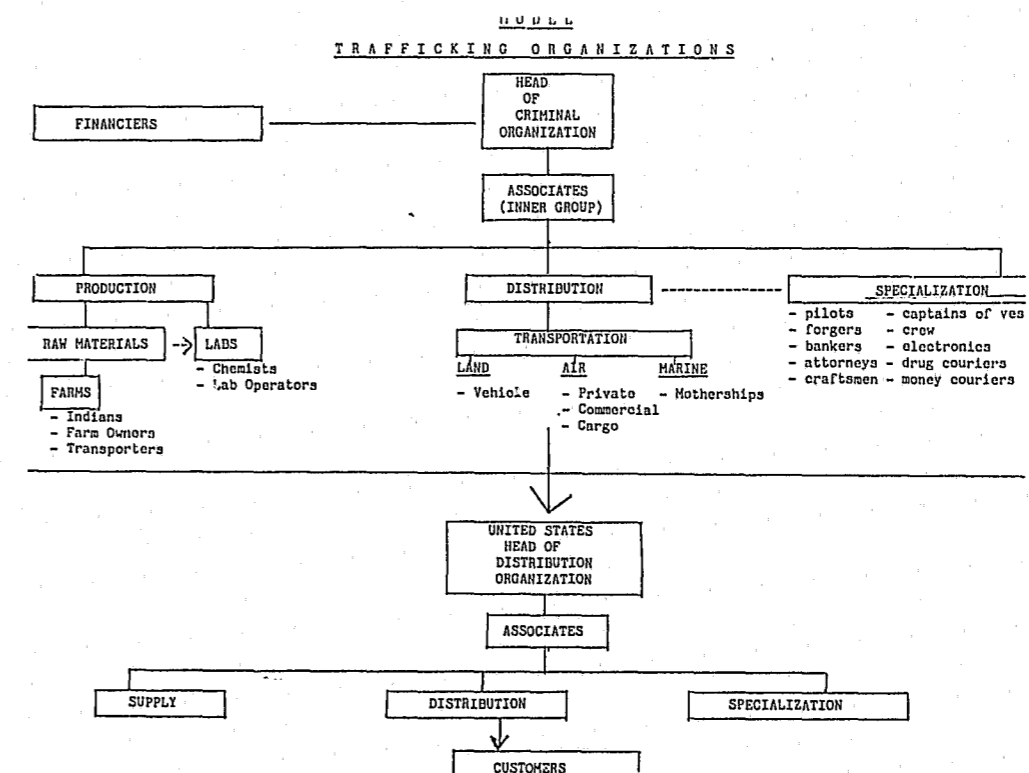 MODEL
TRAFFICKING ORGANIZATIONS
HEAD
OF
CRIMINAL
ORGANIZATION
FINANCIERS
ASSOCIATES
(INNER GROUP)
PRODUCTION
DISTRIBUTION
SPECIALIZATION
- pilots - captains of ves
- forgers - crew
- bankers - electronics
- attorneys - drug couriers
- craftsmen - money couriers
RAW MATERIALS
LABS
- Chemists
- Lab Operators
TRANSPORTATION
LAND AIR MARINE
- Vehicle - Private - Motherships
- Commercial
- Cargo
FARMS
- Indians
- Farm Owners
- Transporters
UNITED STATES
HEAD OF
DISTRIBUTION
ORGANIZATION
ASSOCIATES
SUPPLY
DISTRIBUTION
SPECIALIZATION
CUSTOMERS